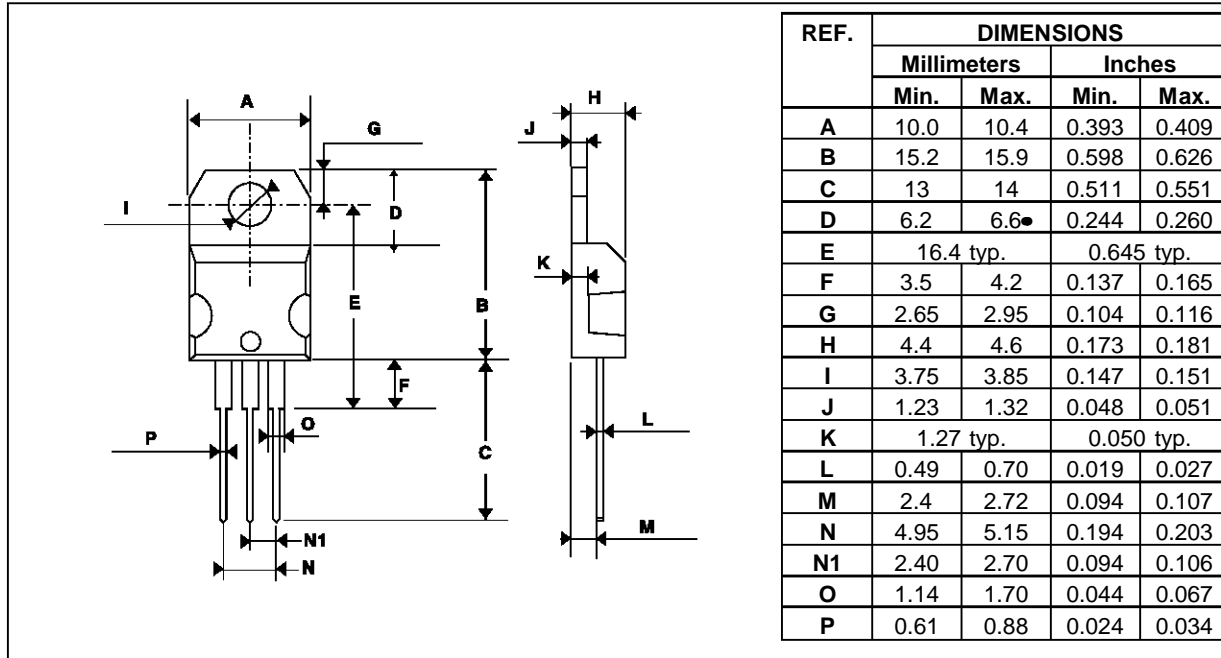 A
G
I
D
E
B
F
O
P
C
N1
N
H
J
K
L
M
REF. DIMENSIONS
Millimeters Inches
Min. Max. Min. Max.
A 10.0 10.4 0.393 0.409
B 15.2 15.9 0.598 0.626
C 13 14 0.511 0.551
D 6.2 6.6 0.244 0.260
E 16.4 typ. 0.645 typ.
F 3.5 4.2 0.137 0.165
G 2.65 2.95 0.104 0.116
H 4.4 4.6 0.173 0.181
I 3.75 3.85 0.147 0.151
J 1.23 1.32 0.048 0.051
K 1.27 typ. 0.050 typ.
L 0.49 0.70 0.019 0.027
M 2.4 2.72 0.094 0.107
N 4.95 5.15 0.194 0.203
N1 2.40 2.70 0.094 0.106
O 1.14 1.70 0.044 0.067
P 0.61 0.88 0.024 0.034